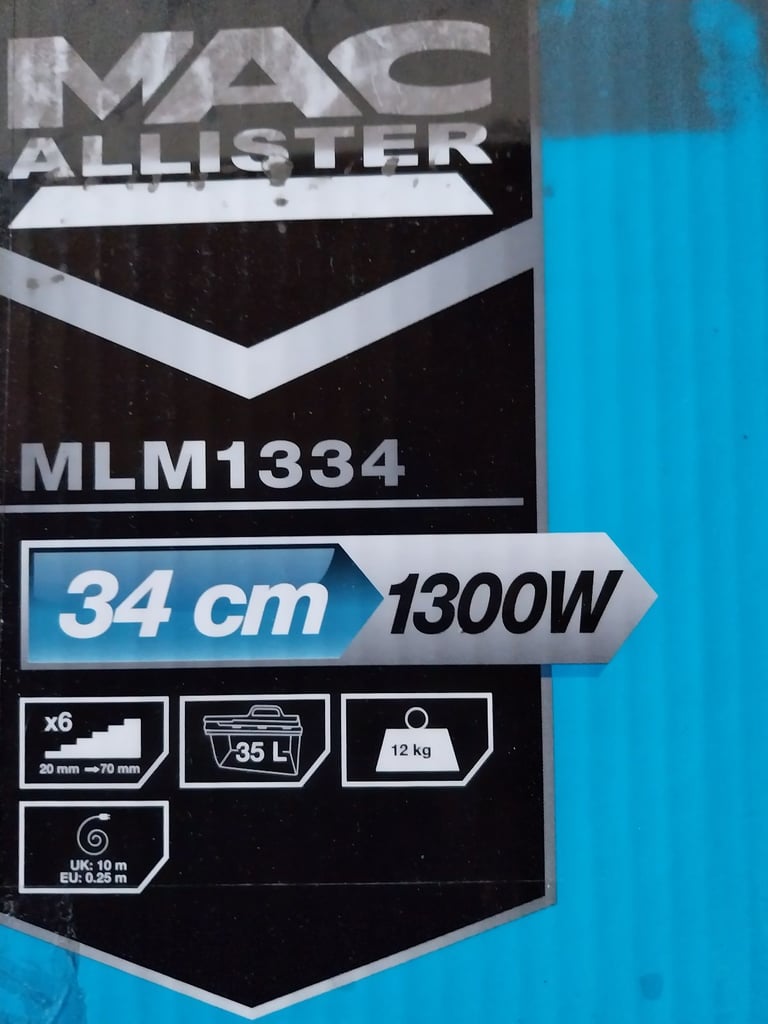 MAC
ALLISTER
MLM1334
34 cm 1300W
x6
20 mm → 70 mm
35 L
12 kg
UK: 10 m
EU: 0.25 m